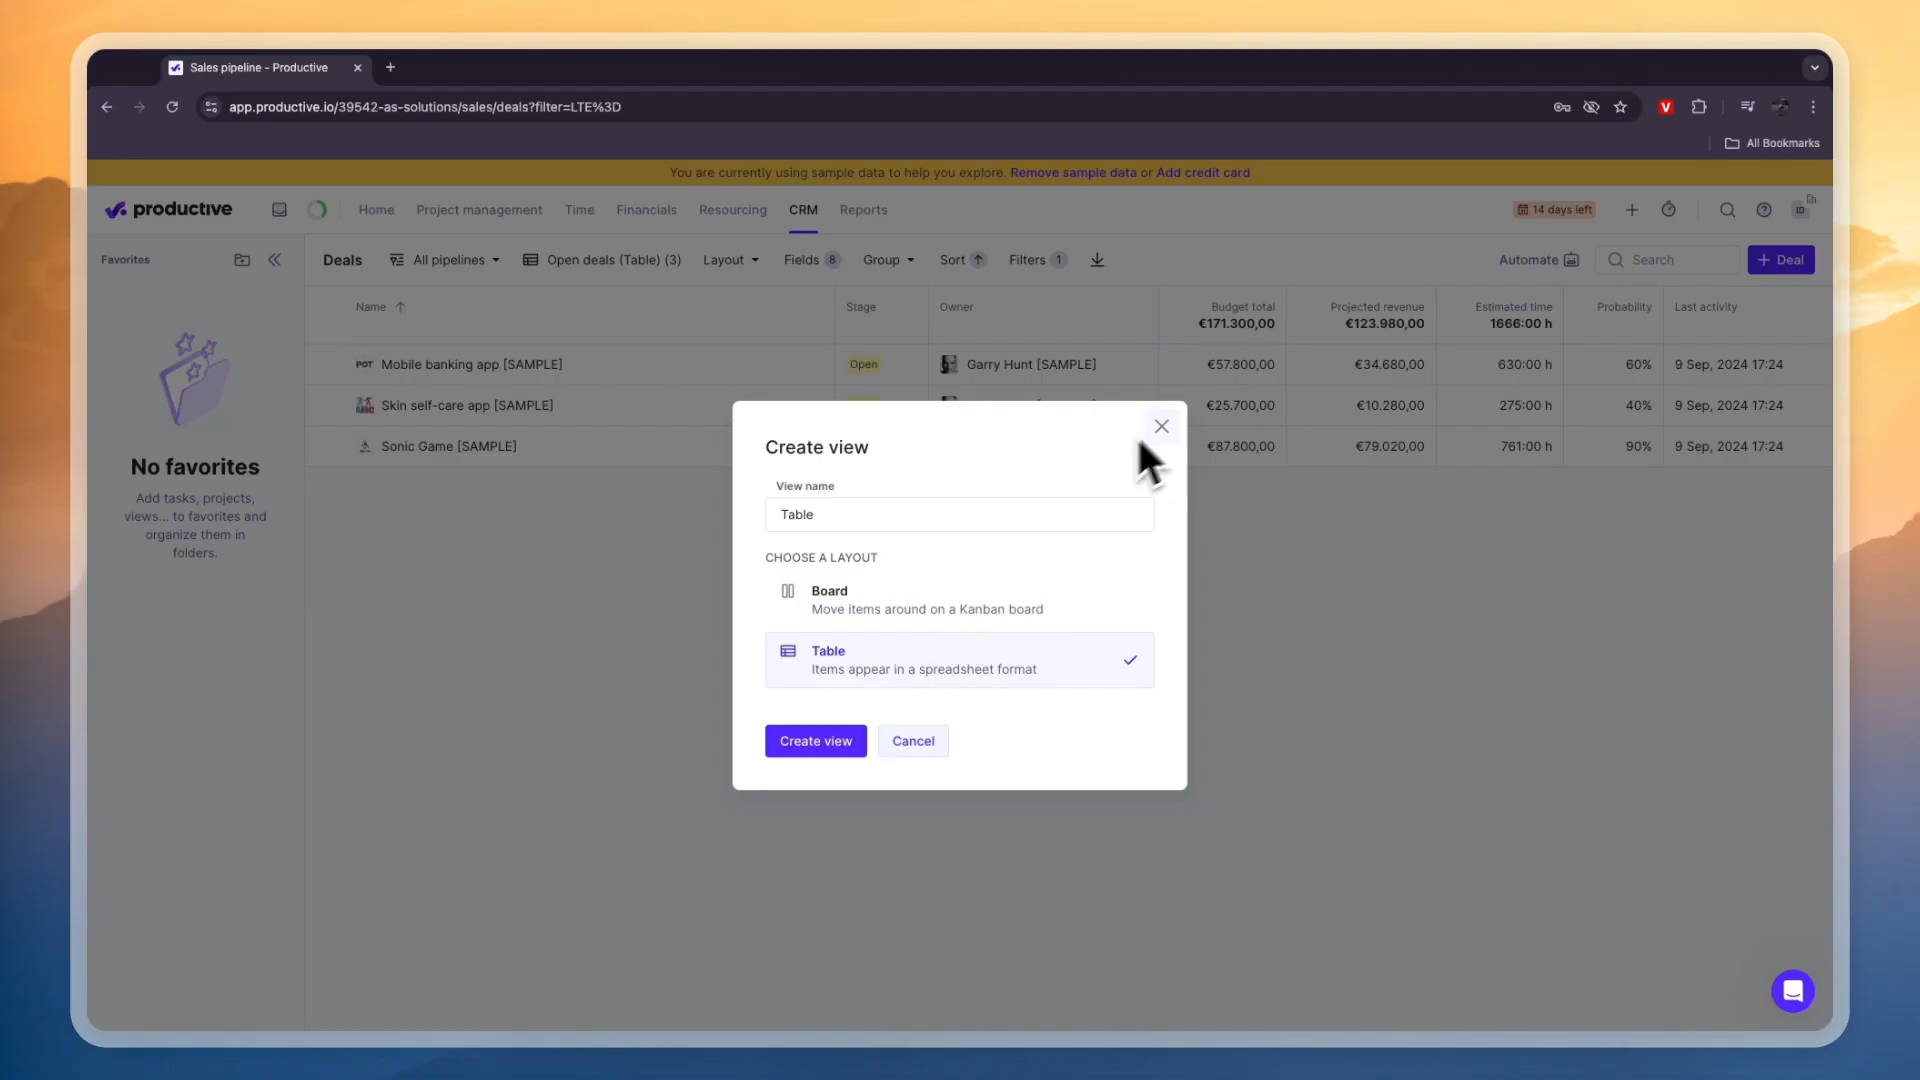 Sales pipeline - Productive
app.productive.io/39542-as-solutions/sales/deals?filter=LTE%3D
V
All Bookmarks
You are currently using sample data to help you explore. Remove sample data or Add credit card
productive
Home Project management Time Financials Resourcing CRM Reports
14 days left
ID
Favorites
Deals All pipelines Open deals (Table) (3) Layout Fields 8 Group Sort Filters 1
Automate Search + Deal
Name Stage Owner Budget total Projected revenue Estimated time Probability Last activity
€171.300,00 €123.980,00 1666:00 h
POT Mobile banking app [SAMPLE] Open Garry Hunt [SAMPLE] €57.800,00 €34.680,00 630:00 h 60% 9 Sep, 2024 17:24
Skin self-care app [SAMPLE] €25.700,00 €10.280,00 275:00 h 40% 9 Sep, 2024 17:24
Sonic Game [SAMPLE] €87.800,00 €79.020,00 761:00 h 90% 9 Sep, 2024 17:24
No favorites
Add tasks, projects,
views... to favorites and
organize them in
folders.
Create view
View name
Table
CHOOSE A LAYOUT
Board
Move items around on a Kanban board
Table
Items appear in a spreadsheet format
Create view Cancel